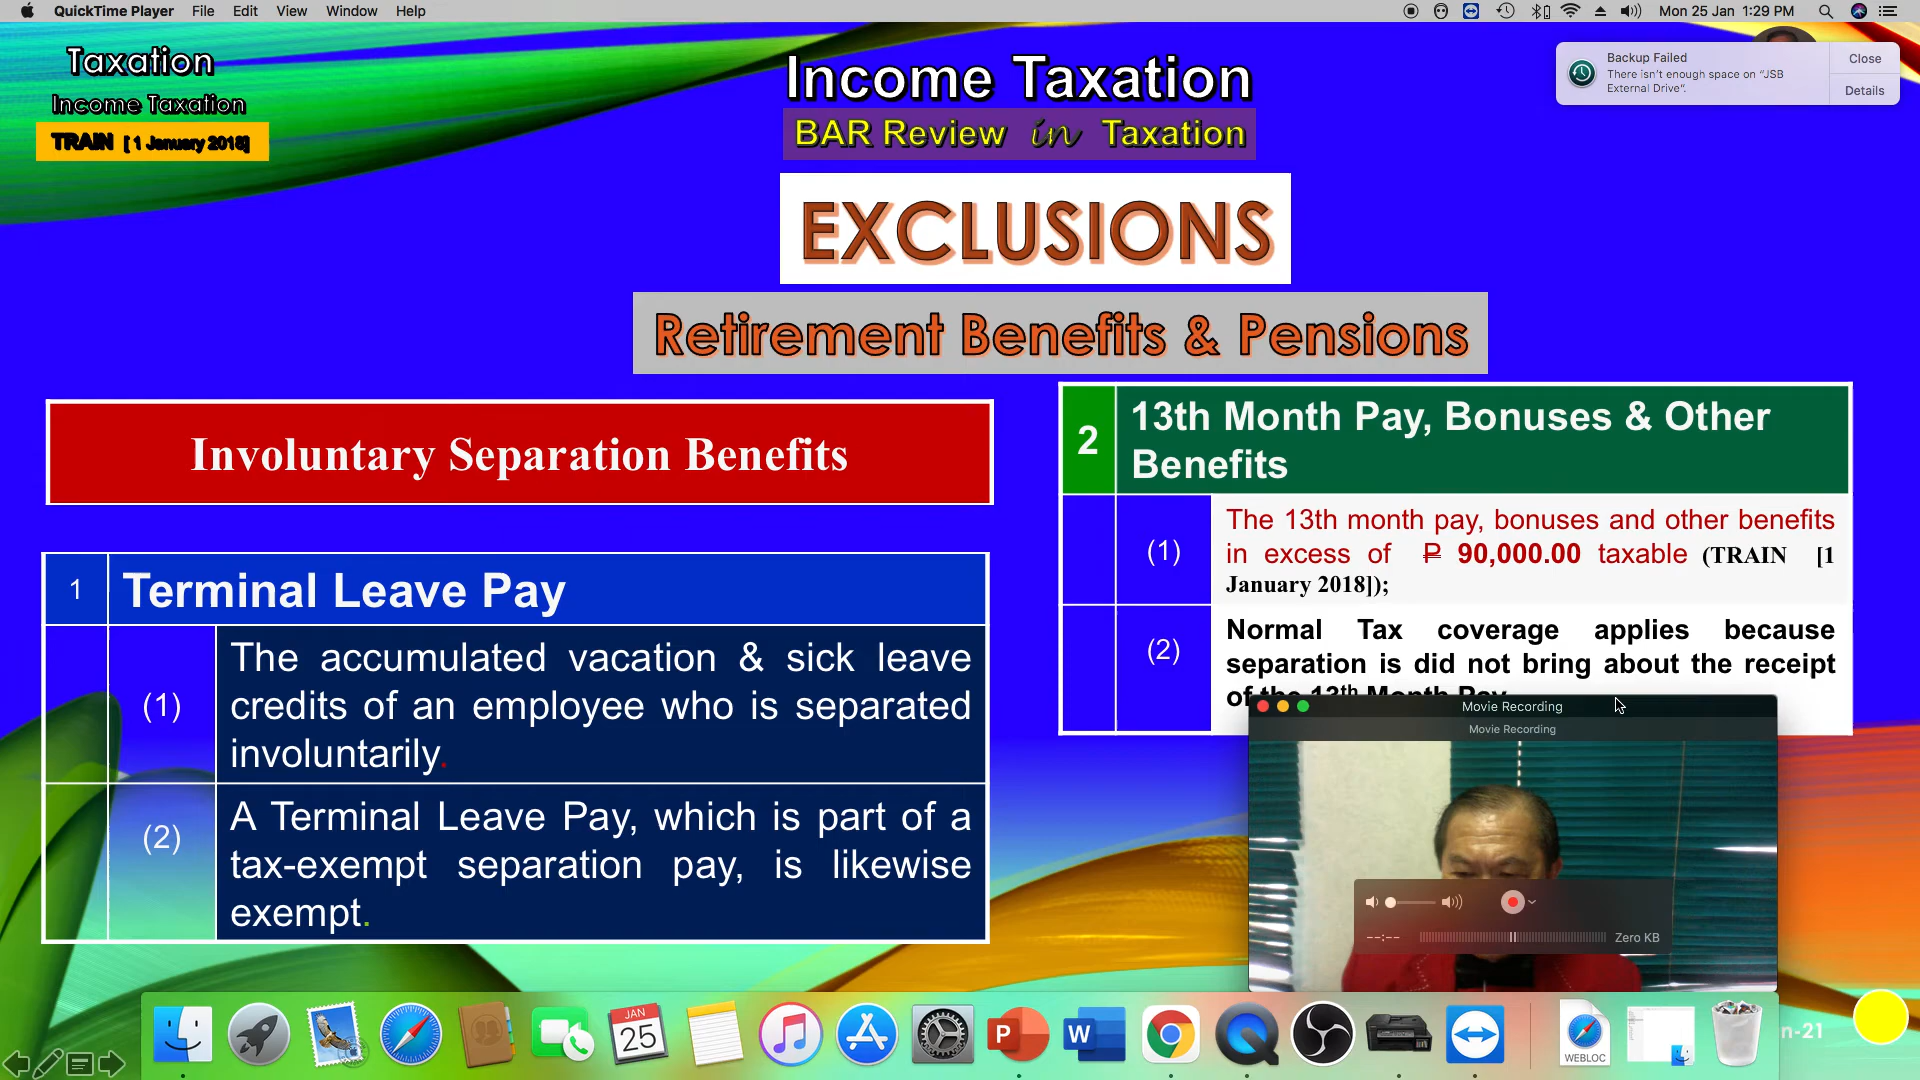 QuickTime Player File Edit View Window Help
Mon 25 Jan 1:29 PM
Taxation
Income Taxation
TRAIN [ 1 January 2018]
Income Taxation
BAR Review in Taxation
Backup Failed
There isn't enough space on "JSB
External Drive".
Close
Details
EXCLUSIONS
Retirement Benefits & Pensions
Involuntary Separation Benefits
1 Terminal Leave Pay
(1) The accumulated vacation & sick leave
credits of an employee who is separated
involuntarily.
(2) A Terminal Leave Pay, which is part of a
tax-exempt separation pay, is likewise
exempt.
2 13th Month Pay, Bonuses & Other
Benefits
(1) The 13th month pay, bonuses and other benefits
in excess of ₱ 90,000.00 taxable (TRAIN [1
January 2018]);
(2) Normal Tax coverage applies because
separation is did not bring about the receipt
of the 13th Month Pay
Movie Recording
Movie Recording
--:-- Zero KB
JAN
25
P
W
WEBLOC
n-21